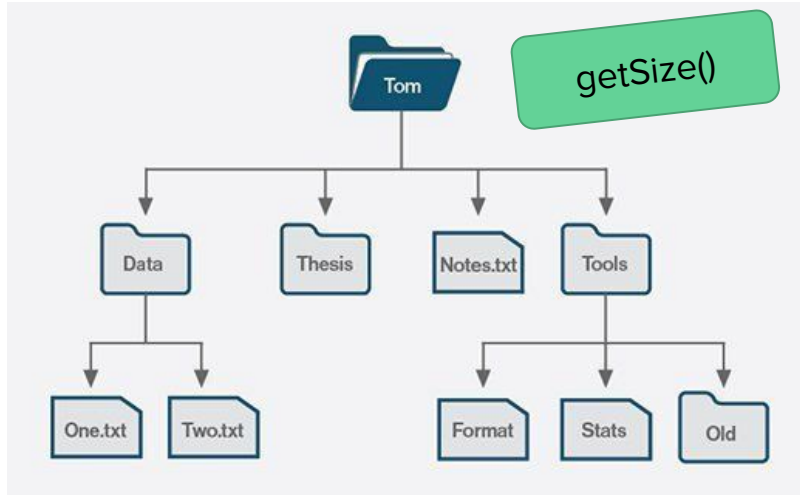 Tom
getSize()
Data
Thesis
Notes.txt
Tools
One.txt
Two.txt
Format
Stats
Old